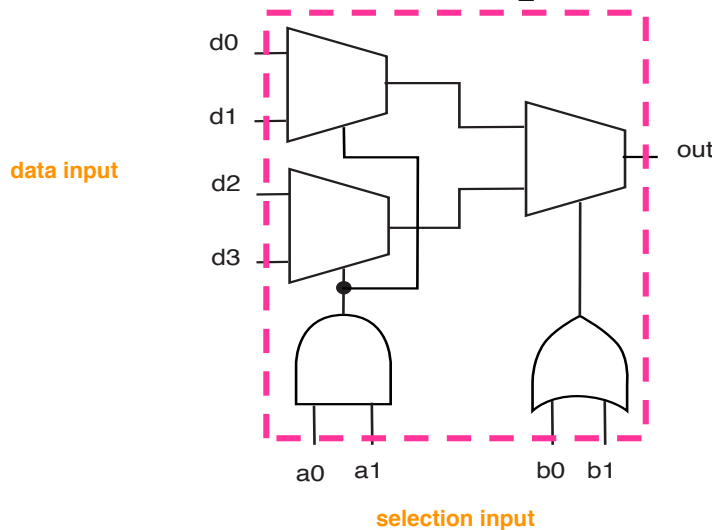 d0
d1
data input
out
d2
d3
a0 a1 b0 b1
selection input